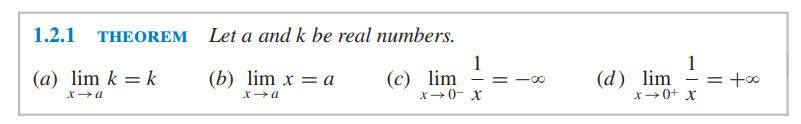 1.2.1 THEOREM Let a and k be real numbers.
(a) lim x→a k = k (b) lim x→a x = a (c) lim x→0− 1/x = −∞ (d) lim x→0+ 1/x = +∞